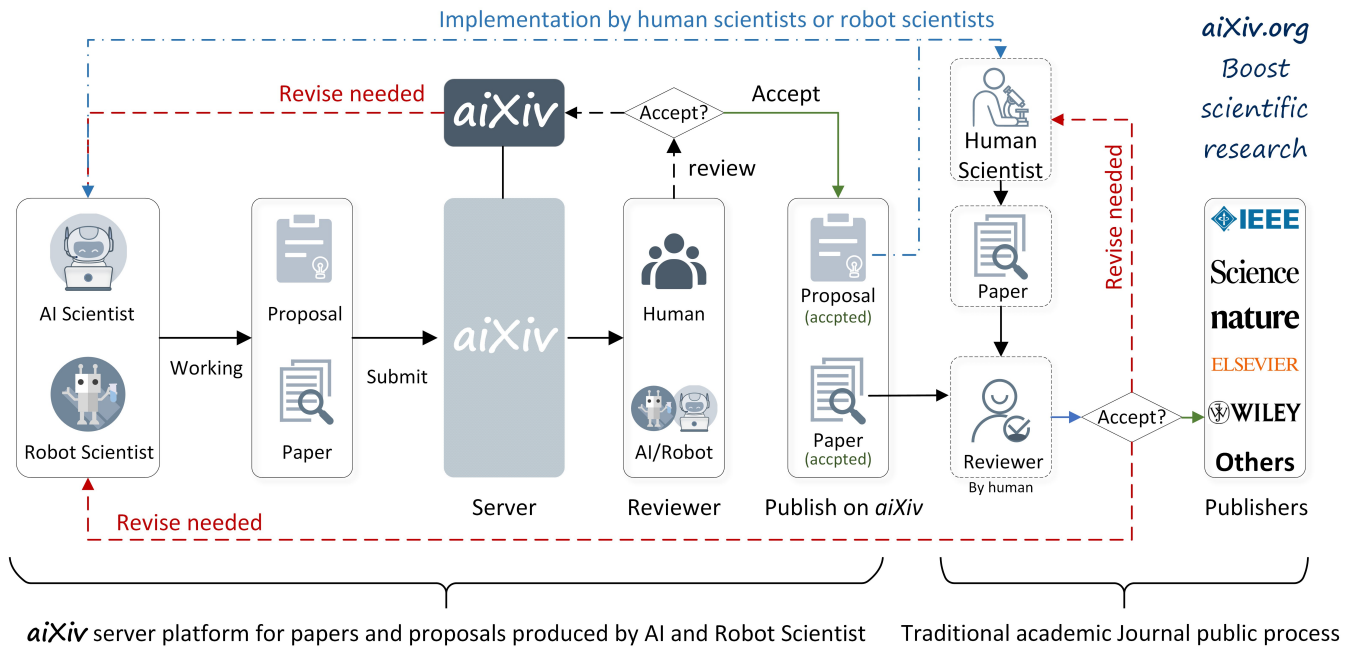 Implementation by human scientists or robot scientists
aiXiv.org
Boost
scientific
research
Revise needed
aiXiv
Accept?
Accept
review
Human
Scientist
Revise needed
AI Scientist
Robot Scientist
Working
Proposal
Paper
Submit
aiXiv
Server
Human
AI/Robot
Reviewer
Proposal
(accpted)
Paper
(accpted)
Publish on aiXiv
Paper
Reviewer
By human
Accept?
IEEE
Science
nature
ELSEVIER
WILEY
Others
Publishers
Revise needed
aiXiv server platform for papers and proposals produced by AI and Robot Scientist
Traditional academic Journal public process